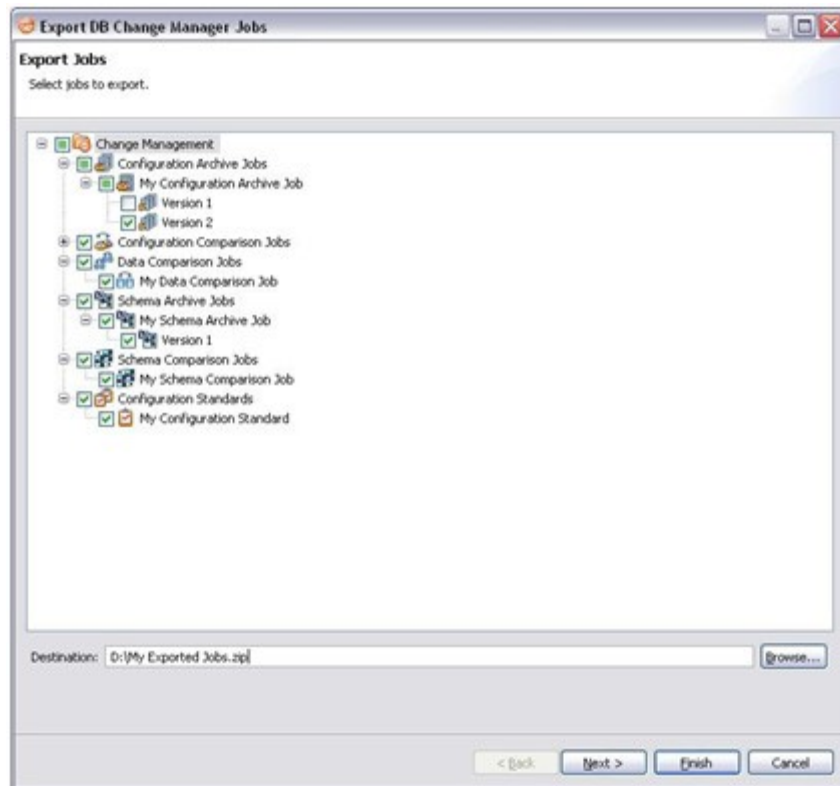 Export DB Change Manager Jobs
Export Jobs
Select jobs to export.
Change Management
Configuration Archive Jobs
My Configuration Archive Job
Version 1
Version 2
Configuration Comparison Jobs
Data Comparison Jobs
My Data Comparison Job
Schema Archive Jobs
My Schema Archive Job
Version 1
Schema Comparison Jobs
My Schema Comparison Job
Configuration Standards
My Configuration Standard
Destination: D:\My Exported Jobs.zip Browse...
< Back Next > Finish Cancel